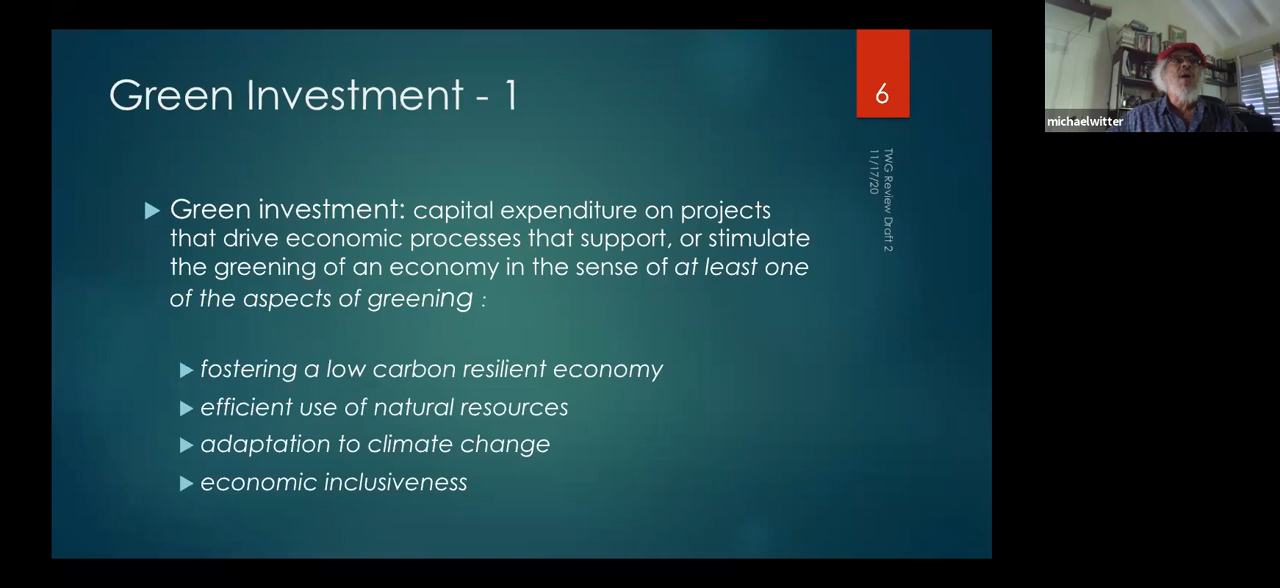 Green Investment - 1
6
TWG Review Draft 2
11/17/20
Green investment: capital expenditure on projects
that drive economic processes that support, or stimulate
the greening of an economy in the sense of at least one
of the aspects of greening :
fostering a low carbon resilient economy
efficient use of natural resources
adaptation to climate change
economic inclusiveness
michaelwitter